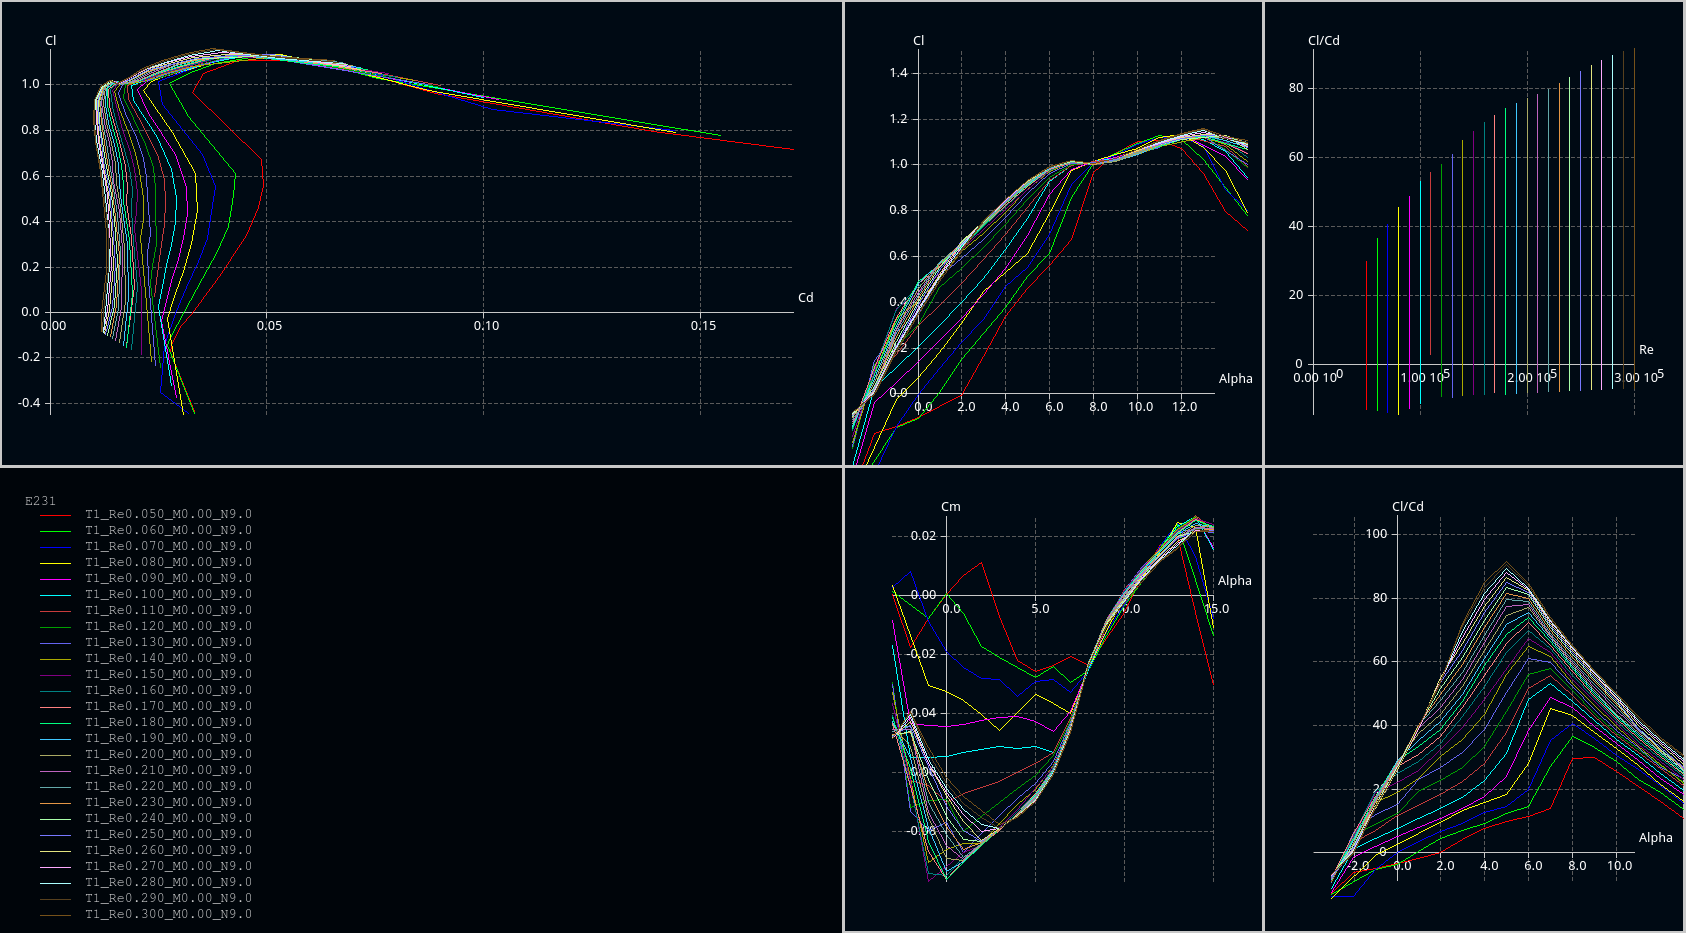 Cl
1.0
0.8
0.6
0.4
0.2
0.0
-0.2
-0.4
0.00
0.05
0.10
0.15
Cd
Cl
1.4
1.2
1.0
0.8
0.6
0.4
0.0
0.0
2.0
4.0
6.0
8.0
10.0
12.0
Alpha
Cl/Cd
80
60
40
20
0
0.00 10^0
1.00 10^5
2.00 10^5
3.00 10^5
Re
E231
T1_Re0.050_M0.00_N9.0
T1_Re0.060_M0.00_N9.0
T1_Re0.070_M0.00_N9.0
T1_Re0.080_M0.00_N9.0
T1_Re0.090_M0.00_N9.0
T1_Re0.100_M0.00_N9.0
T1_Re0.110_M0.00_N9.0
T1_Re0.120_M0.00_N9.0
T1_Re0.130_M0.00_N9.0
T1_Re0.140_M0.00_N9.0
T1_Re0.150_M0.00_N9.0
T1_Re0.160_M0.00_N9.0
T1_Re0.170_M0.00_N9.0
T1_Re0.180_M0.00_N9.0
T1_Re0.190_M0.00_N9.0
T1_Re0.200_M0.00_N9.0
T1_Re0.210_M0.00_N9.0
T1_Re0.220_M0.00_N9.0
T1_Re0.230_M0.00_N9.0
T1_Re0.240_M0.00_N9.0
T1_Re0.250_M0.00_N9.0
T1_Re0.260_M0.00_N9.0
T1_Re0.270_M0.00_N9.0
T1_Re0.280_M0.00_N9.0
T1_Re0.290_M0.00_N9.0
T1_Re0.300_M0.00_N9.0
Cm
0.02
0.00
-0.02
-0.04
-0.06
-0.08
0.0
5.0
10.0
15.0
Alpha
Cl/Cd
100
80
60
40
20
0
-2.0
0.0
2.0
4.0
6.0
8.0
10.0
Alpha